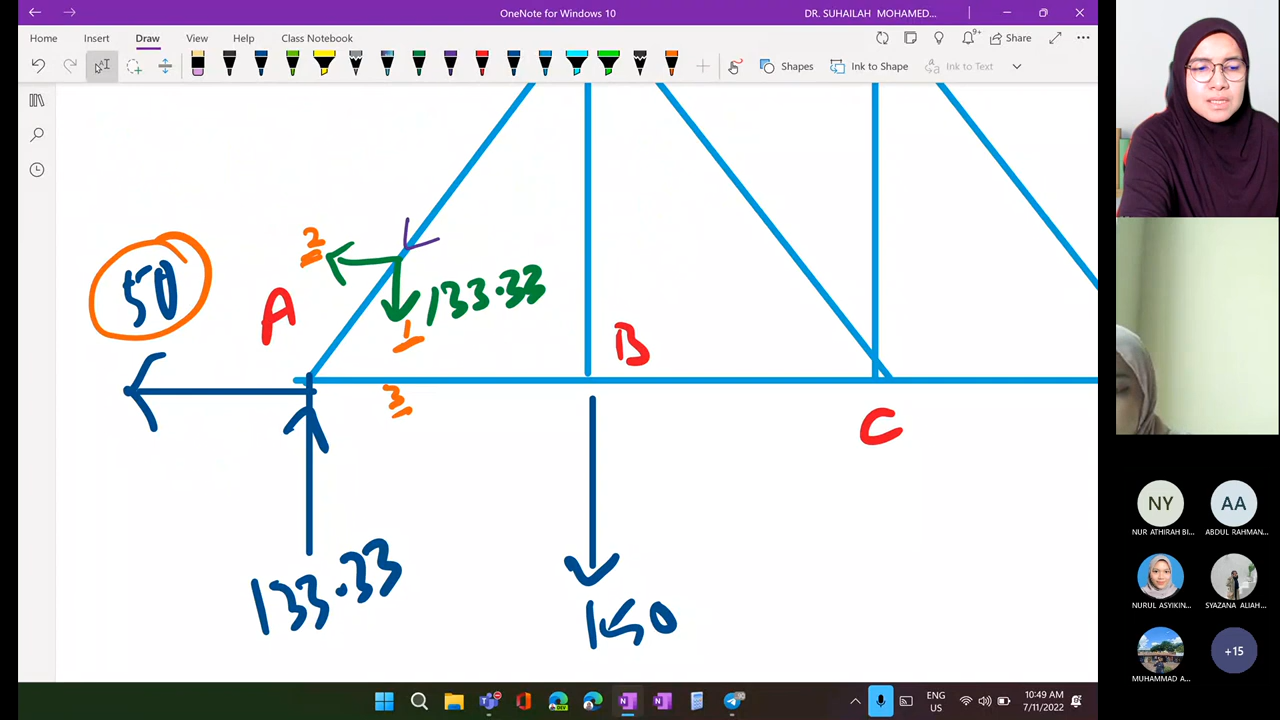 OneNote for Windows 10
DR. SUHAILAH MOHAMED...
Home Insert Draw View Help Class Notebook
9+
Share
Shapes
Ink to Shape
Ink to Text
50
2
A
133.33
1
B
3
C
133.33
150
NY
AA
NUR ATHIRAH BI...
ABDUL RAHMAN...
NURUL ASYIKIN...
SYAZANA ALIAH...
MUHAMMAD A...
+15
ENG
US
10:49 AM
7/11/2022